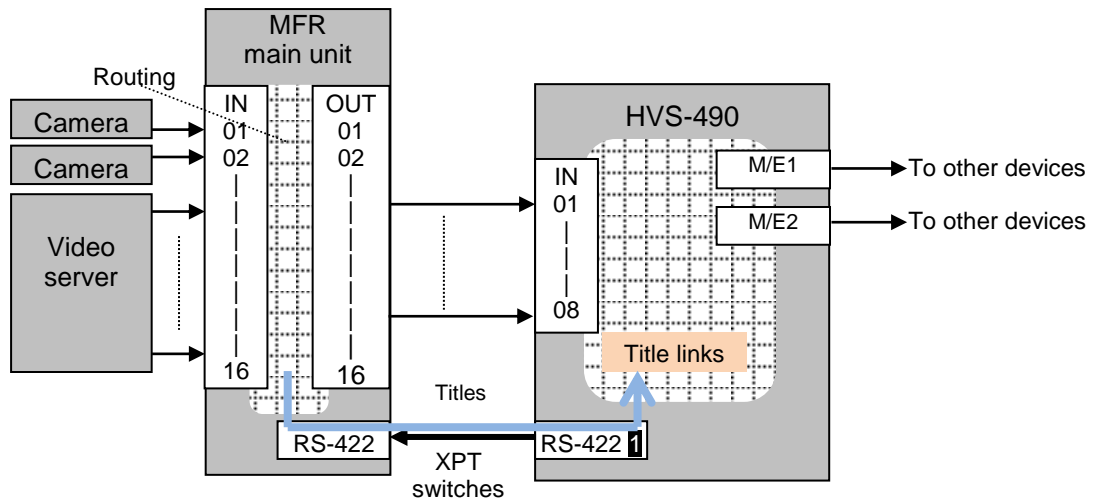 MFR
main unit
Routing
IN
01
02
16
OUT
01
02
16
Camera
Camera
Video
server
HVS-490
IN
01
08
M/E1
M/E2
To other devices
To other devices
Title links
Titles
RS-422
RS-422 1
XPT
switches